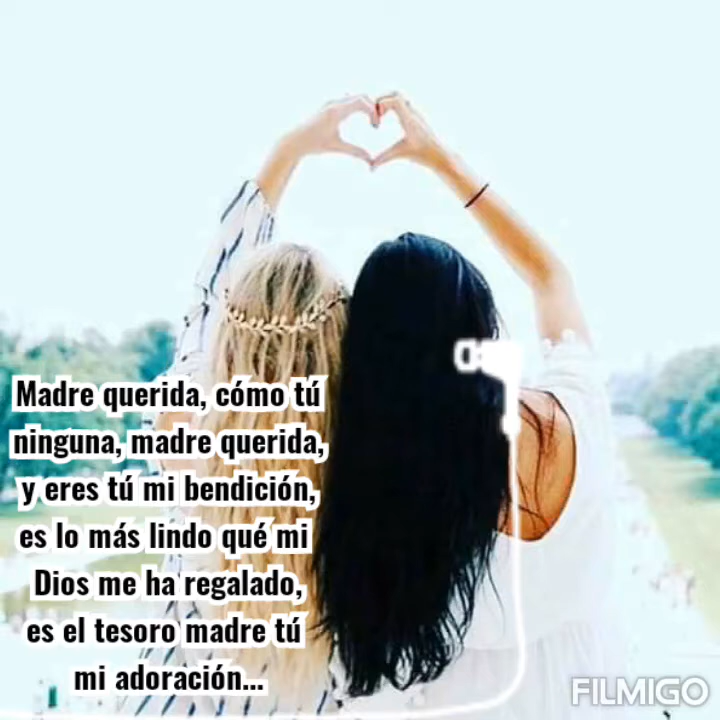 Madre querida, cómo tú
ninguna, madre querida,
y eres tú mi bendición,
es lo más lindo qué mi
Dios me ha regalado,
es el tesoro madre tú
mi adoración...
FILMIGO